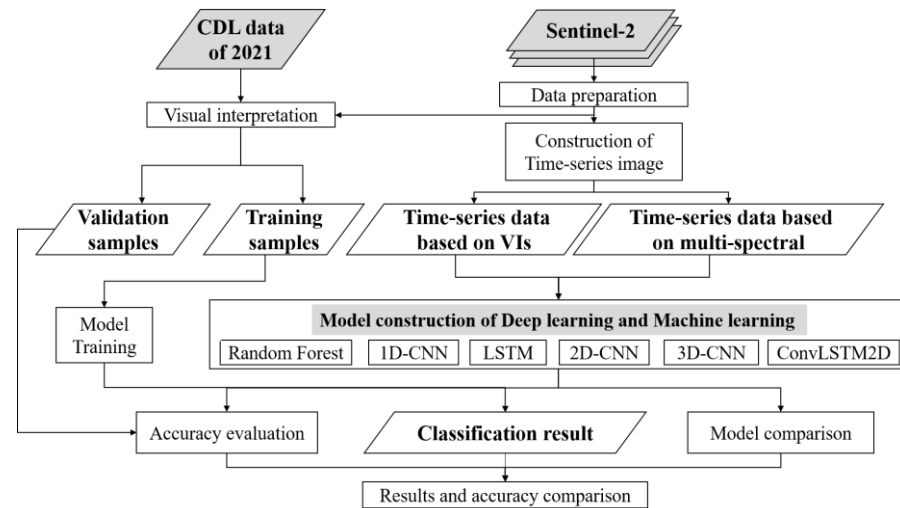 CDL data
of 2021
Sentinel-2
Data preparation
Visual interpretation
Construction of
Time-series image
Validation
samples
Training
samples
Time-series data
based on VIs
Time-series data based
on multi-spectral
Model
Training
Model construction of Deep learning and Machine learning
Random Forest
1D-CNN
LSTM
2D-CNN
3D-CNN
ConvLSTM2D
Accuracy evaluation
Classification result
Model comparison
Results and accuracy comparison